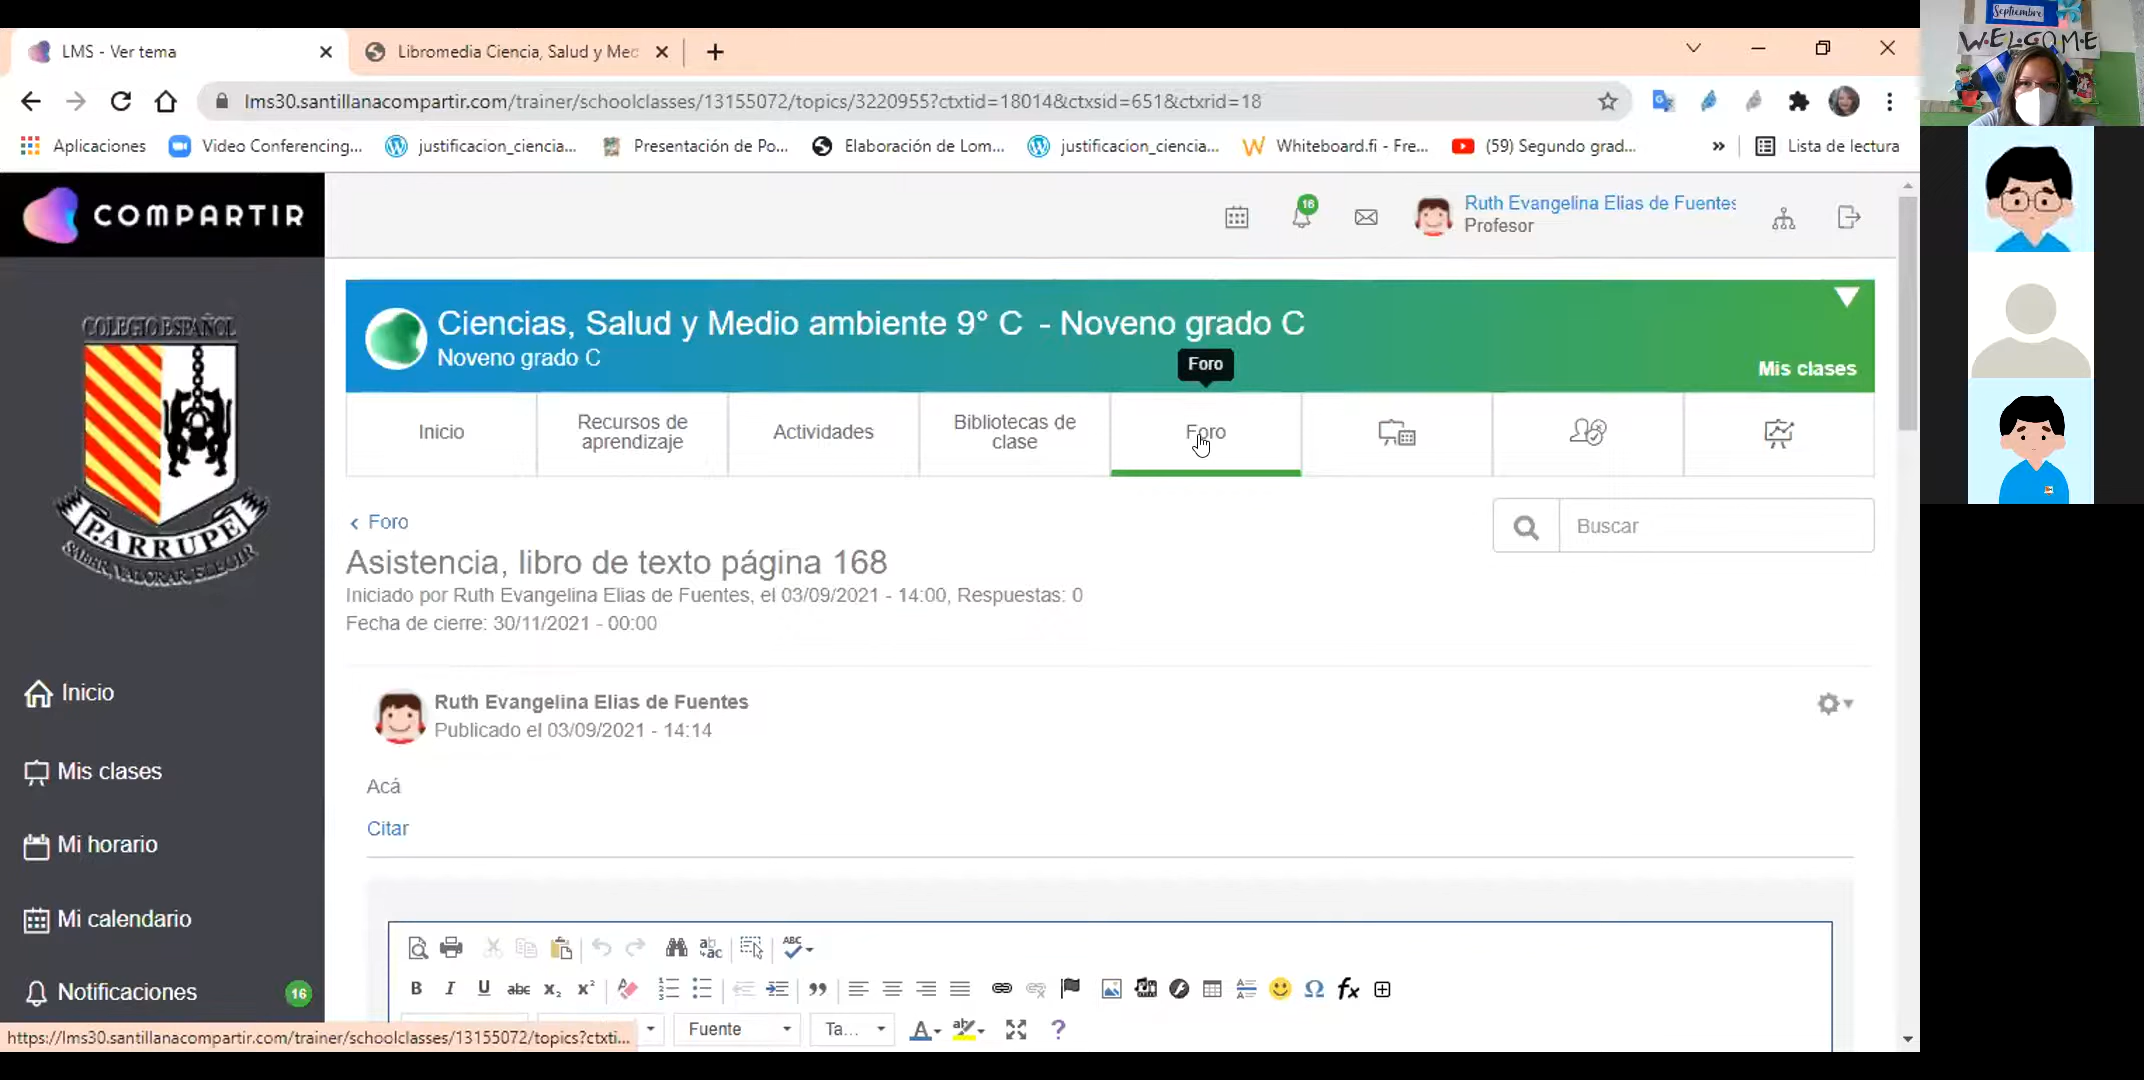 LMS - Ver tema
Libromedia Ciencia, Salud y Med
lms30.santillanacompartir.com/trainer/schoolclasses/13155072/topics/3220955?ctxtid=18014&ctxsid=651&ctxrid=18
Aplicaciones
Video Conferencing...
justificacion_ciencia...
Presentación de Po...
Elaboración de Lom...
justificacion_ciencia...
Whiteboard.fi - Fre...
(59) Segundo grad...
»
Lista de lectura
COMPARTIR
16
Ruth Evangelina Elias de Fuentes
Profesor
COLEGIO ESPAÑOL
P. ARRUPE
SABER, VALORAR, ELEGIR
Ciencias, Salud y Medio ambiente 9° C - Noveno grado C
Noveno grado C
Foro
Mis clases
Inicio
Recursos de
aprendizaje
Actividades
Bibliotecas de
clase
Foro
‹ Foro
Buscar
Asistencia, libro de texto página 168
Iniciado por Ruth Evangelina Elias de Fuentes, el 03/09/2021 - 14:00, Respuestas: 0
Fecha de cierre: 30/11/2021 - 00:00
Ruth Evangelina Elias de Fuentes
Publicado el 03/09/2021 - 14:14
Acá
Citar
Inicio
Mis clases
Mi horario
Mi calendario
Notificaciones
16
Fuente
Ta...
https://lms30.santillanacompartir.com/trainer/schoolclasses/13155072/topics?ctxti...
Septiembre
WELCOME